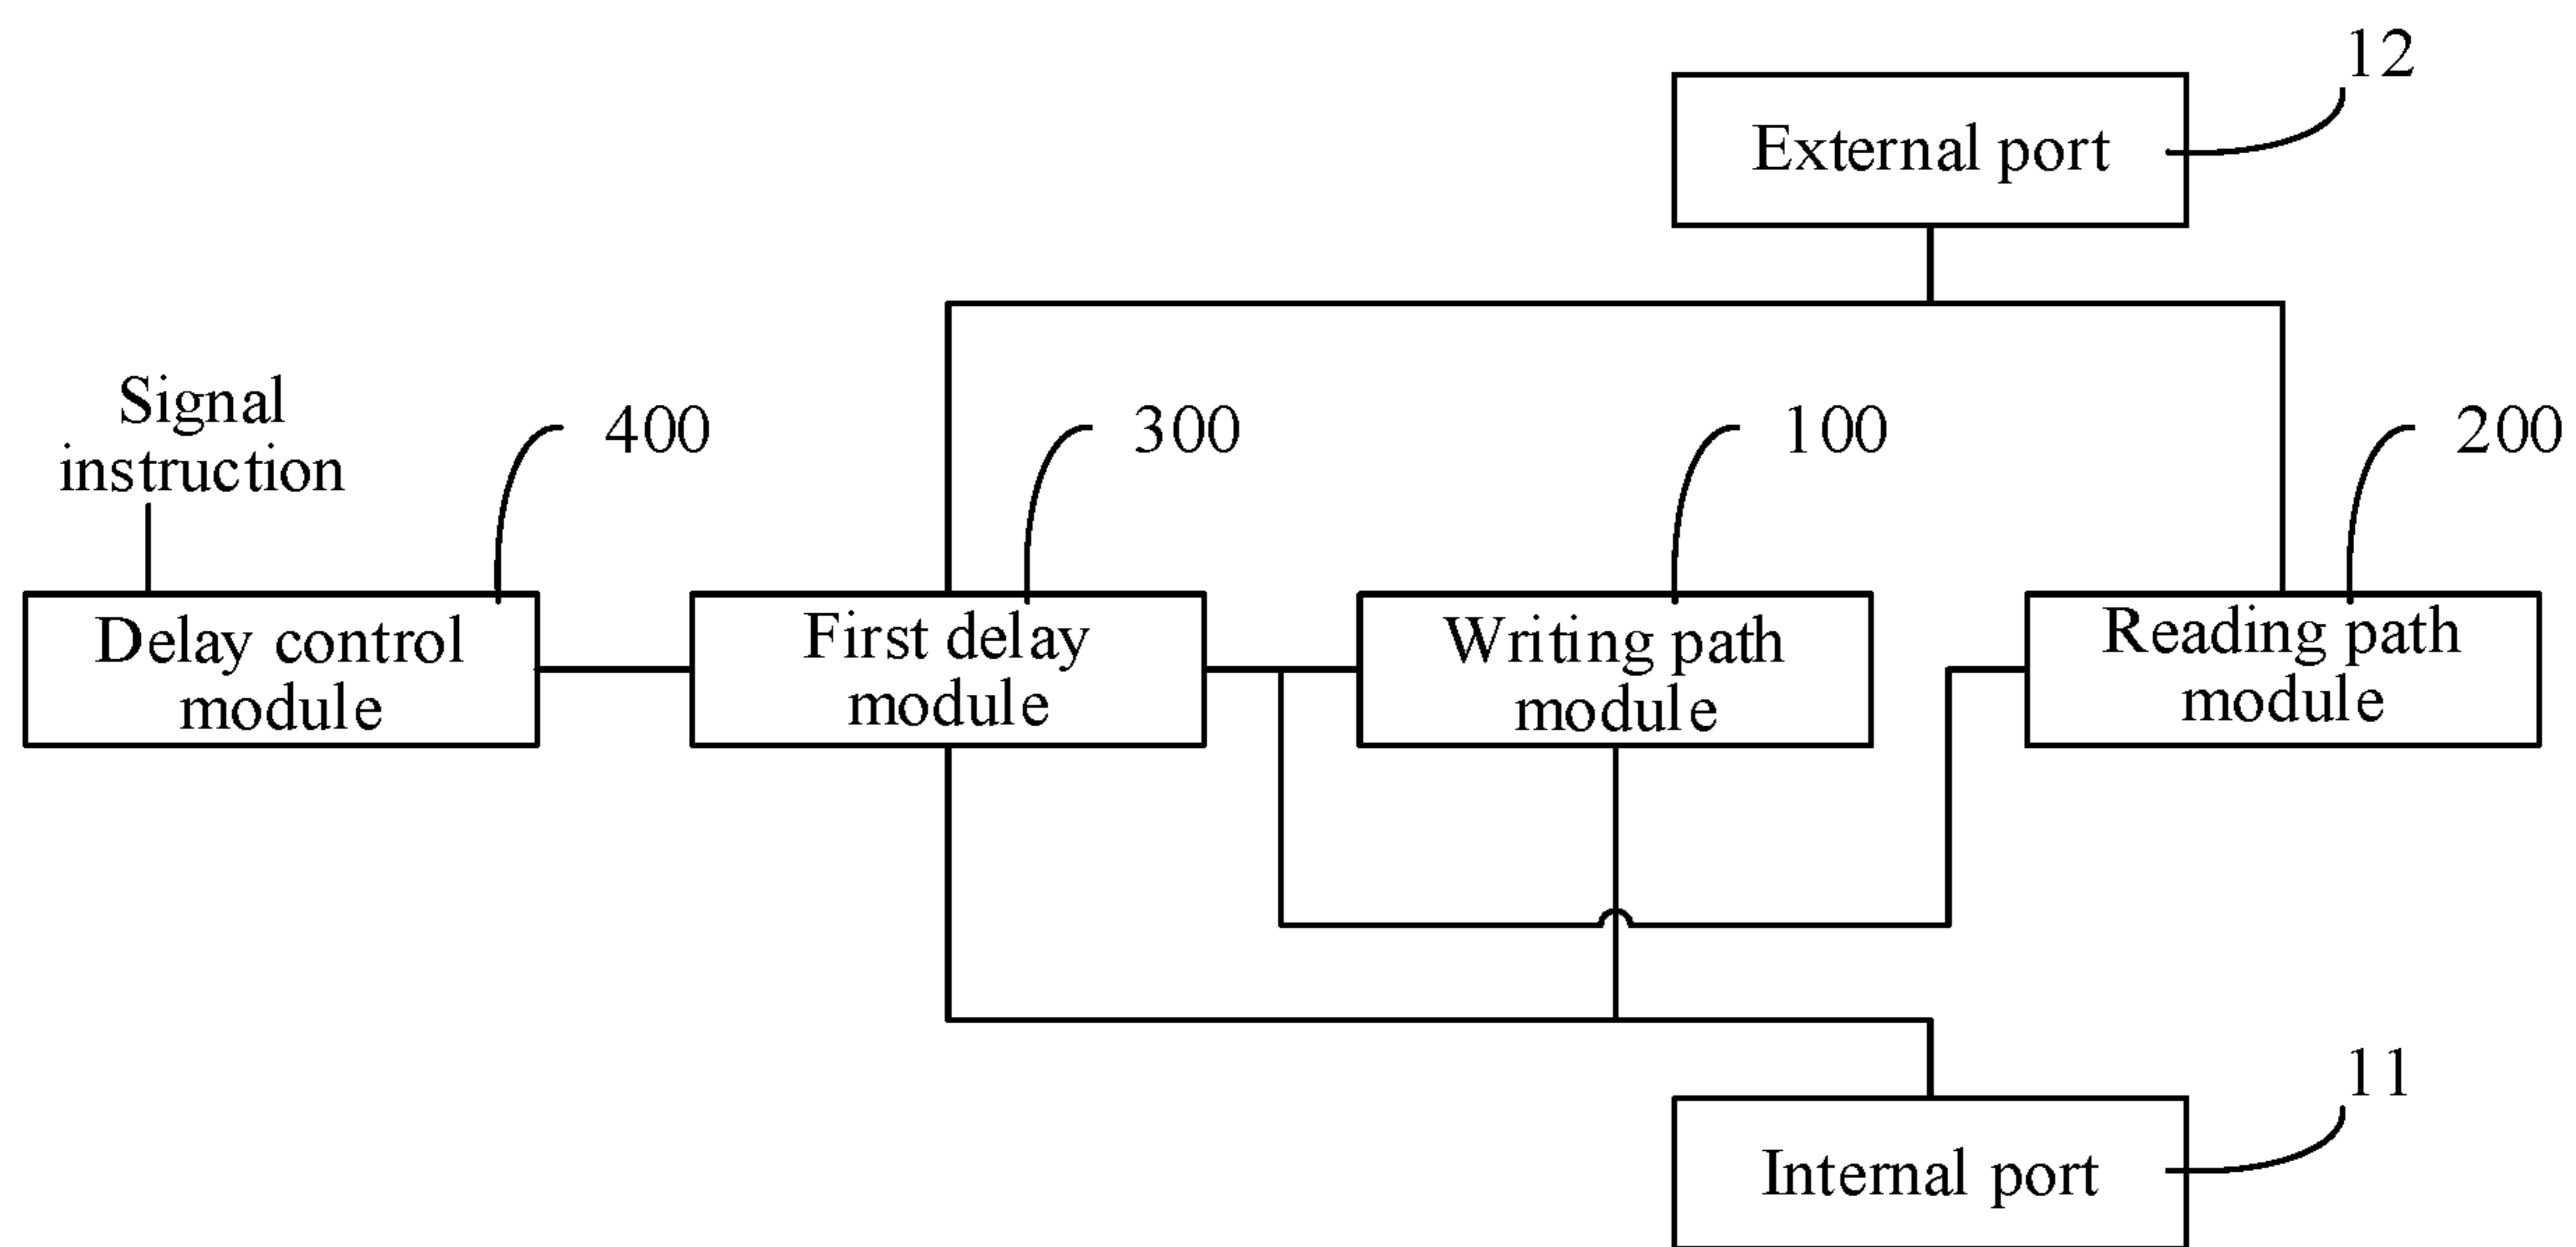 12
External port
Signal
instruction
400
300
100
200
Delay control
module
First delay
module
Writing path
module
Reading path
module
11
Internal port